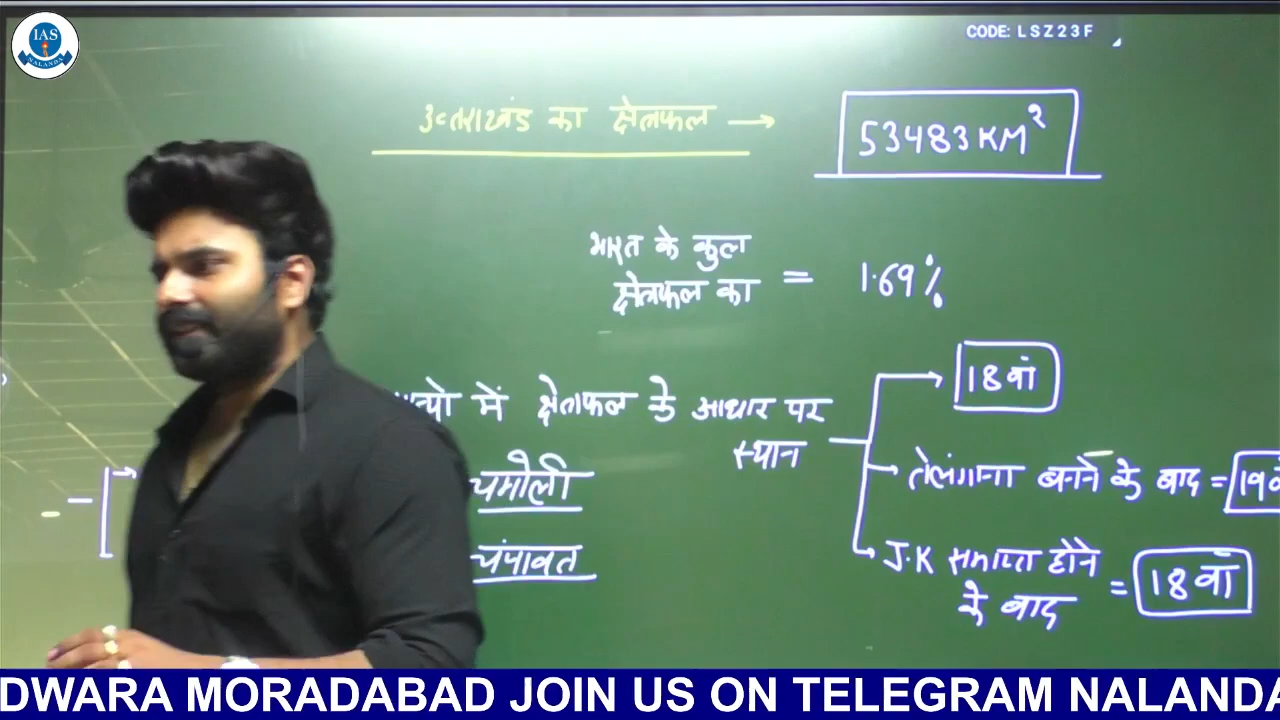 IAS
NALANDA
CODE: LSZ23F
उत्तराखंड का क्षेत्रफल → 53483 KM²
भारत के कुल
क्षेत्रफल का = 1.69%
में क्षेत्रफल के आधार पर
स्थान
18वां
तेलंगाना बनने के बाद =
चमोली
चंपावत
J.K समाप्त होने
के बाद = 18वां
DWARA MORADABAD JOIN US ON TELEGRAM NALANDA